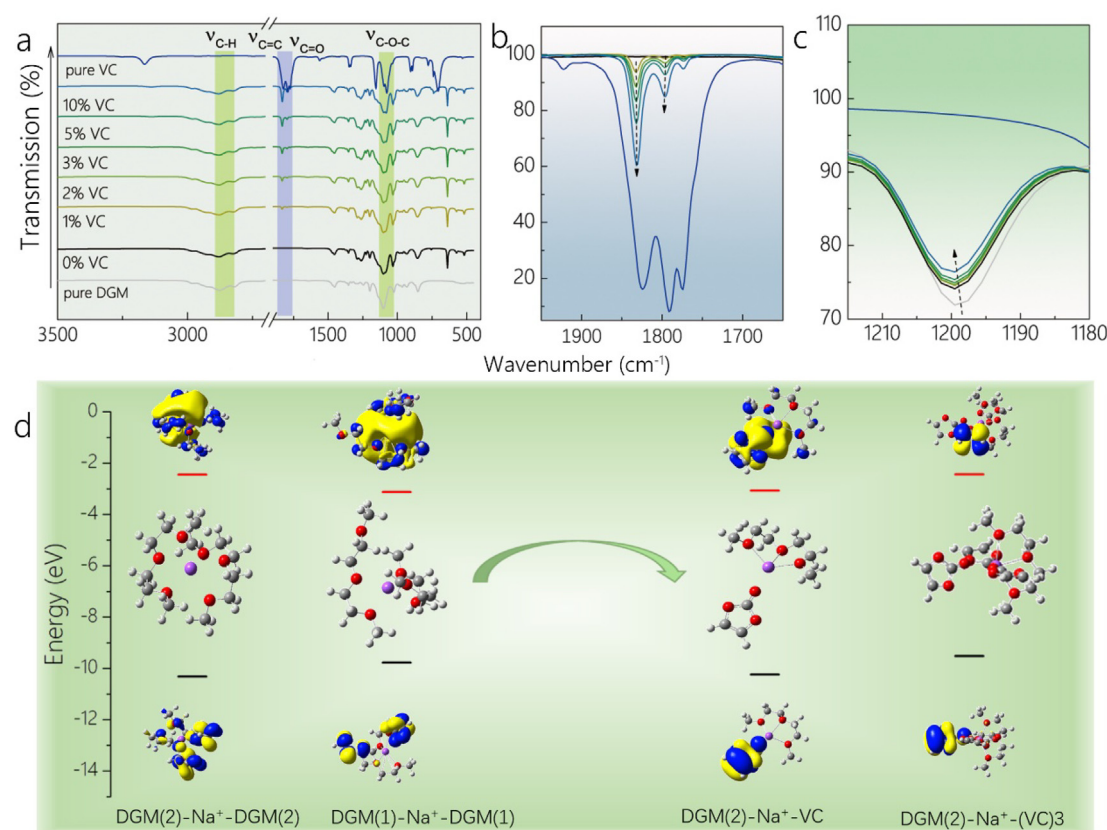 a
Transmission (%)
νC-H
νC=C
νC=O
νC-O-C
pure VC
10% VC
5% VC
3% VC
2% VC
1% VC
0% VC
pure DGM
3500 2500 1500 1000 500
b
100
80
60
40
20
1900 1800 1700
c
110
100
90
80
70
1210 1200 1190 1180
Wavenumber (cm⁻¹)
d
Energy (eV)
0
-2
-4
-6
-8
-10
-12
-14
DGM(2)-Na⁺-DGM(2) DGM(1)-Na⁺-DGM(1) DGM(2)-Na⁺-VC DGM(2)-Na⁺-(VC)3